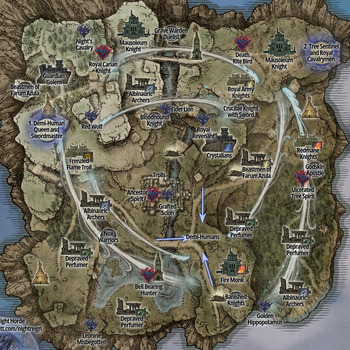 Night's
Cavalry
Mausoleum
Knight
Grave Warden
Royal Carian
Knight
Death
Rite Bird
Mausoleum
Knight
2. Tree Sentinel
and Royal
Cavalrymen
Guardian
Golem
Beastmen of
Farum Azula
Albinauric
Archers
Royal Army
Knights
Elder Lion
Bloodhound
Knight
Crucible Knight
with Sword
1. Demi-Human
Queen and
Swordmaster
Red Wolf
Royal
Revenant
Crystallians
Redmane
Knights
Frenzied
Flame Troll
Trolls
Beastmen of
Farum Azula
Godskin
Apostle
Ulcerated
Tree Spirit
Ancestor
Spirit
Grafted
Scion
Albinauric
Archers
Nox
Warriors
Demi-Humans
Depraved
Perfumer
Depraved
Perfumer
Depraved
Perfumer
Bell Bearing
Hunter
Fire Monk
Banished
Knights
Albinauric
Archers
Depraved
Perfumer
Golden
Hippopotamus
Leonine
Misbegotten
ight Horde
tt.com/nightreign